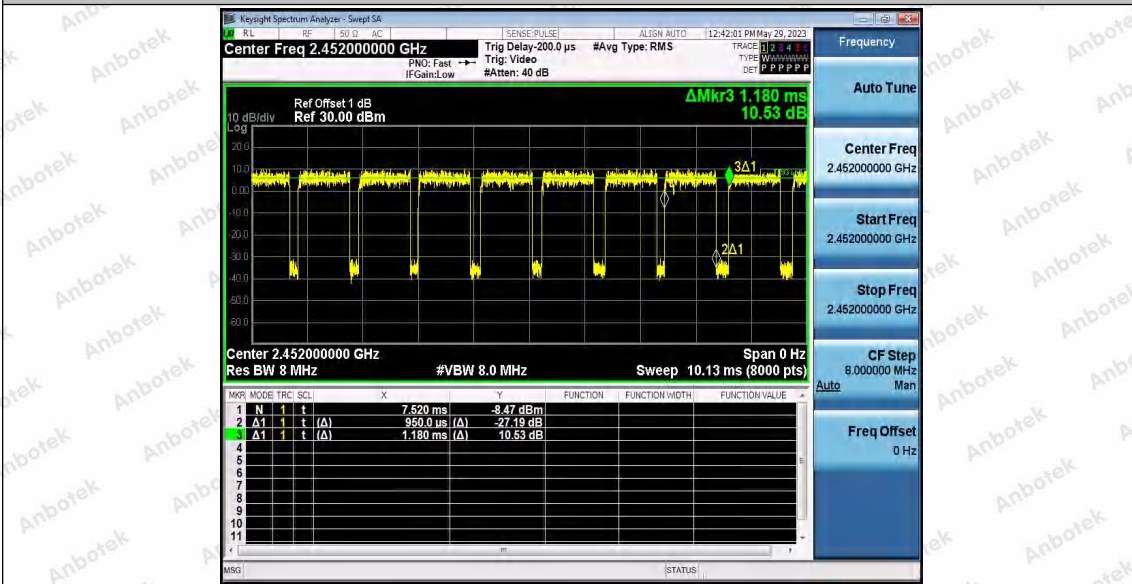 Keysight Spectrum Analyzer - Swept SA
RL RF 50 Ω AC SENSE:PULSE ALIGN AUTO 12:42:01 PM May 29, 2023
Center Freq 2.452000000 GHz
PNO: Fast
IFGain:Low
Trig Delay-200.0 µs
Trig: Video
#Atten: 40 dB
#Avg Type: RMS
TRACE 1 2 3 4 5 6
TYPE WWWWWW
DET P P P P P P
Frequency
Auto Tune
Center Freq
2.452000000 GHz
Start Freq
2.452000000 GHz
Stop Freq
2.452000000 GHz
CF Step
8.000000 MHz
Auto Man
Freq Offset
0 Hz
ΔMkr3 1.180 ms
10.53 dB
Ref Offset 1 dB
10 dB/div Ref 30.00 dBm
Log
20.0
10.0
0.00
-10.0
-20.0
-30.0
-40.0
-50.0
-60.0
3Δ1
1
2Δ1
Center 2.452000000 GHz Span 0 Hz
Res BW 8 MHz #VBW 8.0 MHz Sweep 10.13 ms (8000 pts)
MKR MODE TRC SCL X Y FUNCTION FUNCTION WIDTH FUNCTION VALUE
1 N 1 t 7.520 ms -8.47 dBm
2 Δ1 1 t (Δ) 950.0 µs (Δ) -27.19 dB
3 Δ1 1 t (Δ) 1.180 ms (Δ) 10.53 dB
4
5
6
7
8
9
10
11
MSG STATUS
Anbotek